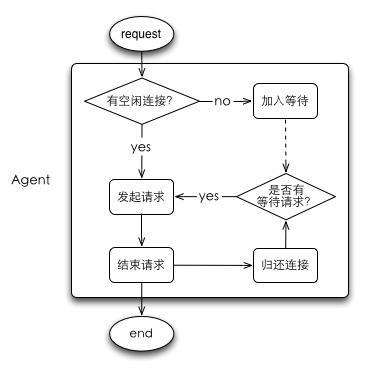 request
有空闲连接?
no
加入等待
yes
Agent
发起请求
yes
是否有
等待请求?
结束请求
归还连接
end